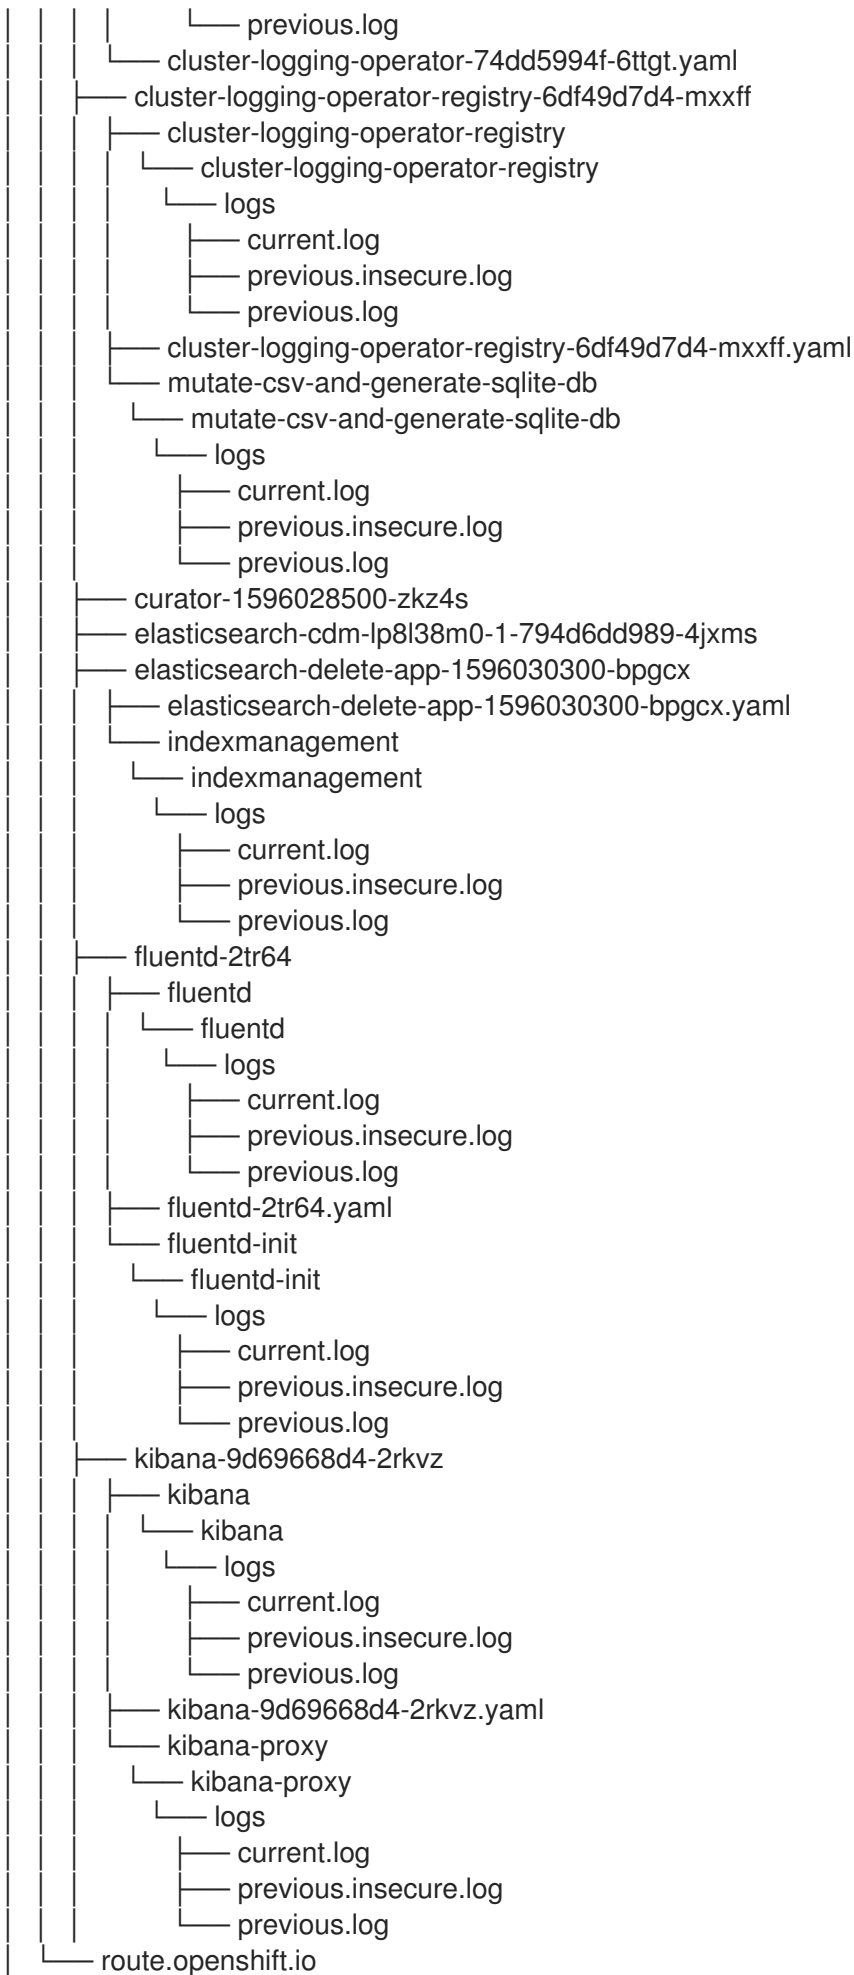 │ │ │ │ └── previous.log
│ │ │ └── cluster-logging-operator-74dd5994f-6ttgt.yaml
│ │ ├── cluster-logging-operator-registry-6df49d7d4-mxxff
│ │ │ ├── cluster-logging-operator-registry
│ │ │ │ └── cluster-logging-operator-registry
│ │ │ │ └── logs
│ │ │ │ ├── current.log
│ │ │ │ ├── previous.insecure.log
│ │ │ │ └── previous.log
│ │ │ ├── cluster-logging-operator-registry-6df49d7d4-mxxff.yaml
│ │ │ └── mutate-csv-and-generate-sqlite-db
│ │ │ └── mutate-csv-and-generate-sqlite-db
│ │ │ └── logs
│ │ │ ├── current.log
│ │ │ ├── previous.insecure.log
│ │ │ └── previous.log
│ │ ├── curator-1596028500-zkz4s
│ │ ├── elasticsearch-cdm-lp8l38m0-1-794d6dd989-4jxms
│ │ ├── elasticsearch-delete-app-1596030300-bpgcx
│ │ │ ├── elasticsearch-delete-app-1596030300-bpgcx.yaml
│ │ │ └── indexmanagement
│ │ │ └── indexmanagement
│ │ │ └── logs
│ │ │ ├── current.log
│ │ │ ├── previous.insecure.log
│ │ │ └── previous.log
│ │ ├── fluentd-2tr64
│ │ │ ├── fluentd
│ │ │ │ └── fluentd
│ │ │ │ └── logs
│ │ │ │ ├── current.log
│ │ │ │ ├── previous.insecure.log
│ │ │ │ └── previous.log
│ │ │ ├── fluentd-2tr64.yaml
│ │ │ └── fluentd-init
│ │ │ └── fluentd-init
│ │ │ └── logs
│ │ │ ├── current.log
│ │ │ ├── previous.insecure.log
│ │ │ └── previous.log
│ │ ├── kibana-9d69668d4-2rkvz
│ │ │ ├── kibana
│ │ │ │ └── kibana
│ │ │ │ └── logs
│ │ │ │ ├── current.log
│ │ │ │ ├── previous.insecure.log
│ │ │ │ └── previous.log
│ │ │ ├── kibana-9d69668d4-2rkvz.yaml
│ │ │ └── kibana-proxy
│ │ │ └── kibana-proxy
│ │ │ └── logs
│ │ │ ├── current.log
│ │ │ ├── previous.insecure.log
│ │ │ └── previous.log
│ └── route.openshift.io